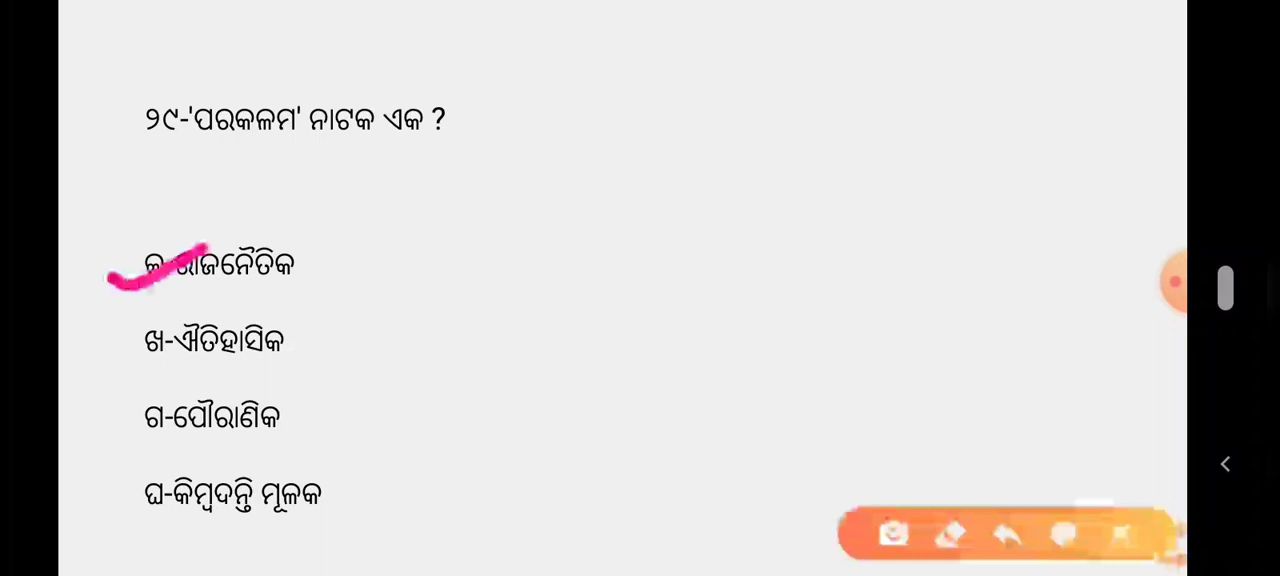 ୨୯-'ପରକଳମ' ନାଟକ ଏକ ?
କ-ରାଜନୈତିକ
ଖ-ଐତିହାସିକ
ଗ-ପୌରାଣିକ
ଘ-କିମ୍ବଦନ୍ତି ମୂଳକ